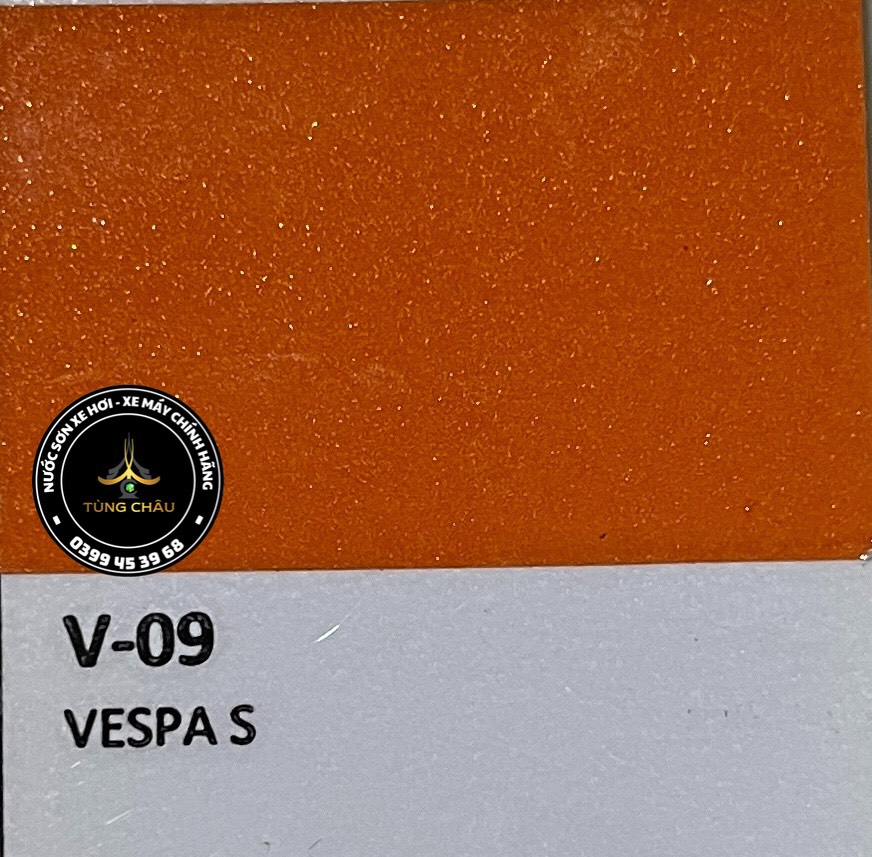 NƯỚC SƠN XE HƠI - XE MÁY CHÍNH HÃNG
TÙNG CHÂU
0399 45 39 68
V-09
VESPA S